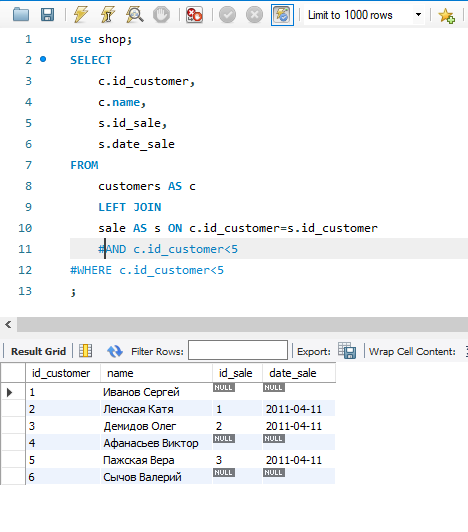 Limit to 1000 rows
1 use shop;
2 SELECT
3 c.id_customer,
4 c.name,
5 s.id_sale,
6 s.date_sale
7 FROM
8 customers AS c
9 LEFT JOIN
10 sale AS s ON c.id_customer=s.id_customer
11 #AND c.id_customer<5
12 #WHERE c.id_customer<5
13 ;
Result Grid Filter Rows: Export: Wrap Cell Content:
id_customer name id_sale date_sale
1 Иванов Сергей NULL NULL
2 Ленская Катя 1 2011-04-11
3 Демидов Олег 2 2011-04-11
4 Афанасьев Виктор NULL NULL
5 Пажская Вера 3 2011-04-11
6 Сычов Валерий NULL NULL